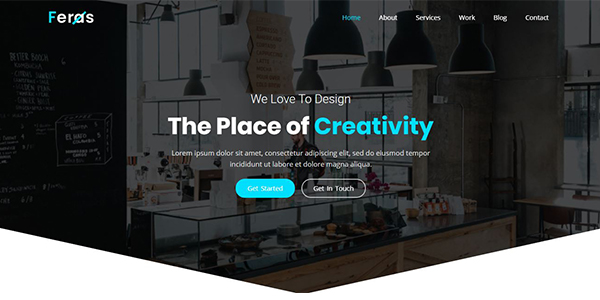 Feras
Home About Services Work Blog Contact
We Love To Design
The Place of Creativity
Lorem ipsum dolor sit amet, consectetur adipiscing elit, sed do eiusmod tempor
incididunt ut labore et dolore magna aliqua.
Get Started Get In Touch